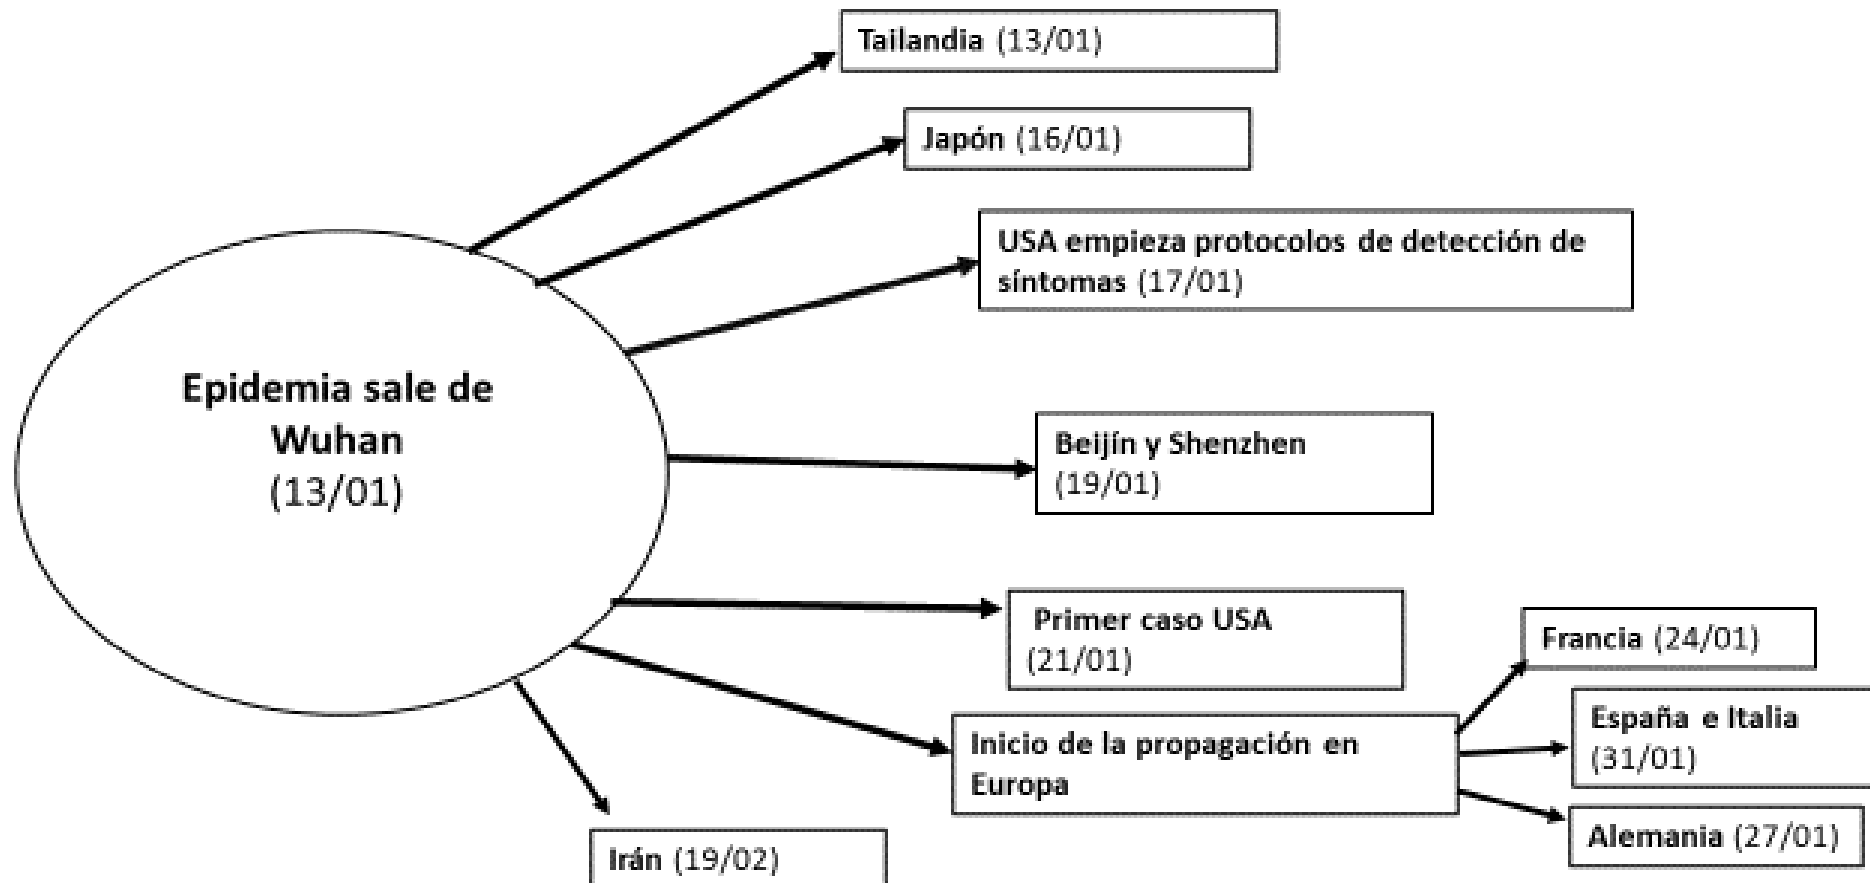 Tailandia (13/01)
Japón (16/01)
USA empieza protocolos de detección de
síntomas (17/01)
Epidemia sale de
Wuhan
(13/01)
Beijín y Shenzhen
(19/01)
Primer caso USA
(21/01)
Francia (24/01)
España e Italia
(31/01)
Inicio de la propagación en
Europa
Alemania (27/01)
Irán (19/02)